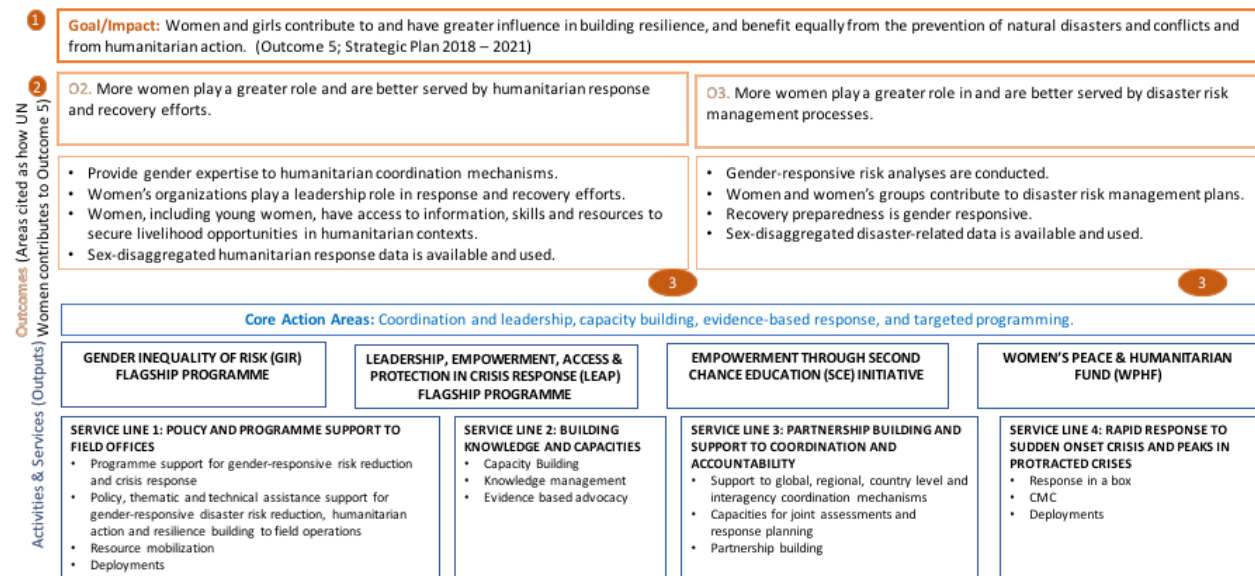 1
Goal/Impact: Women and girls contribute to and have greater influence in building resilience, and benefit equally from the prevention of natural disasters and conflicts and
from humanitarian action. (Outcome 5; Strategic Plan 2018 – 2021)
2
Outcomes (Areas cited as how UN
Women contributes to Outcome 5)
O2. More women play a greater role and are better served by humanitarian response
and recovery efforts.
O3. More women play a greater role in and are better served by disaster risk
management processes.
• Provide gender expertise to humanitarian coordination mechanisms.
• Women's organizations play a leadership role in response and recovery efforts.
• Women, including young women, have access to information, skills and resources to
secure livelihood opportunities in humanitarian contexts.
• Sex-disaggregated humanitarian response data is available and used.
• Gender-responsive risk analyses are conducted.
• Women and women's groups contribute to disaster risk management plans.
• Recovery preparedness is gender responsive.
• Sex-disaggregated disaster-related data is available and used.
3
3
Activities & Services (Outputs)
Core Action Areas: Coordination and leadership, capacity building, evidence-based response, and targeted programming.
GENDER INEQUALITY OF RISK (GIR)
FLAGSHIP PROGRAMME
LEADERSHIP, EMPOWERMENT, ACCESS &
PROTECTION IN CRISIS RESPONSE (LEAP)
FLAGSHIP PROGRAMME
EMPOWERMENT THROUGH SECOND
CHANCE EDUCATION (SCE) INITIATIVE
WOMEN'S PEACE & HUMANITARIAN
FUND (WPHF)
SERVICE LINE 1: POLICY AND PROGRAMME SUPPORT TO
FIELD OFFICES
• Programme support for gender-responsive risk reduction
and crisis response
• Policy, thematic and technical assistance support for
gender-responsive disaster risk reduction, humanitarian
action and resilience building to field operations
• Resource mobilization
• Deployments
SERVICE LINE 2: BUILDING
KNOWLEDGE AND CAPACITIES
• Capacity Building
• Knowledge management
• Evidence based advocacy
SERVICE LINE 3: PARTNERSHIP BUILDING AND
SUPPORT TO COORDINATION AND
ACCOUNTABILITY
• Support to global, regional, country level and
interagency coordination mechanisms
• Capacities for joint assessments and
response planning
• Partnership building
SERVICE LINE 4: RAPID RESPONSE TO
SUDDEN ONSET CRISIS AND PEAKS IN
PROTRACTED CRISES
• Response in a box
• CMC
• Deployments